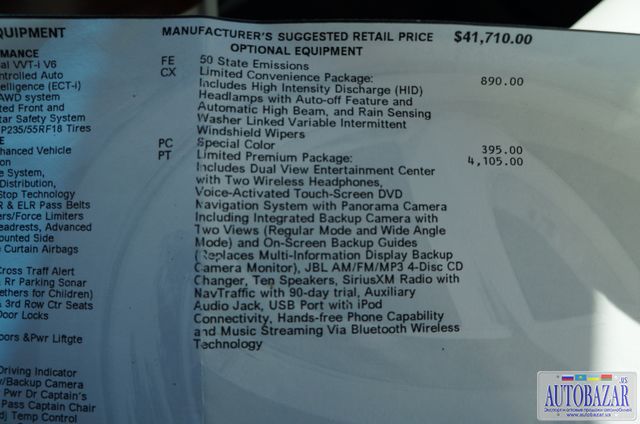 QUIPMENT
MANUFACTURER'S SUGGESTED RETAIL PRICE $41,710.00
OPTIONAL EQUIPMENT
FE 50 State Emissions
CX Limited Convenience Package: 890.00
Includes High Intensity Discharge (HID)
Headlamps with Auto-off Feature and
Automatic High Beam, and Rain Sensing
Washer Linked Variable Intermittent
Windshield Wipers
PC Special Color 395.00
PT Limited Premium Package: 4,105.00
Includes Dual View Entertainment Center
with Two Wireless Headphones,
Voice-Activated Touch-Screen DVD
Navigation System with Panorama Camera
Including Integrated Backup Camera with
Two Views (Regular Mode and Wide Angle
Mode) and On-Screen Backup Guides
(Replaces Multi-Information Display Backup
Camera Monitor), JBL AM/FM/MP3 4-Disc CD
Changer, Ten Speakers, SiriusXM Radio with
NavTraffic with 90-day trial, Auxiliary
Audio Jack, USB Port with iPod
Connectivity, Hands-free Phone Capability
and Music Streaming Via Bluetooth Wireless
Technology
MANCE
al VVT-i V6
ntrolled Auto
elligence (ECT-i)
AWD system
ted Front and
tar Safety System
P235/55RF18 Tires
E
hanced Vehicle
on
e System,
Distribution,
Stop Technology
R & ELR Pass Belts
ers/Force Limiters
eadrests, Advanced
ounted Side
e Curtain Airbags
Cross Traff Alert
& Rr Parking Sonar
ethers for Children)
& 3rd Row Ctr Seats
Door Locks
oors &Pwr Liftgte
Driving Indicator
w/Backup Camera
Pwr Dr Captain's
Pass Captain Chair
dj Temp Control
AUTOBAZAR.US
www.autobazar.us